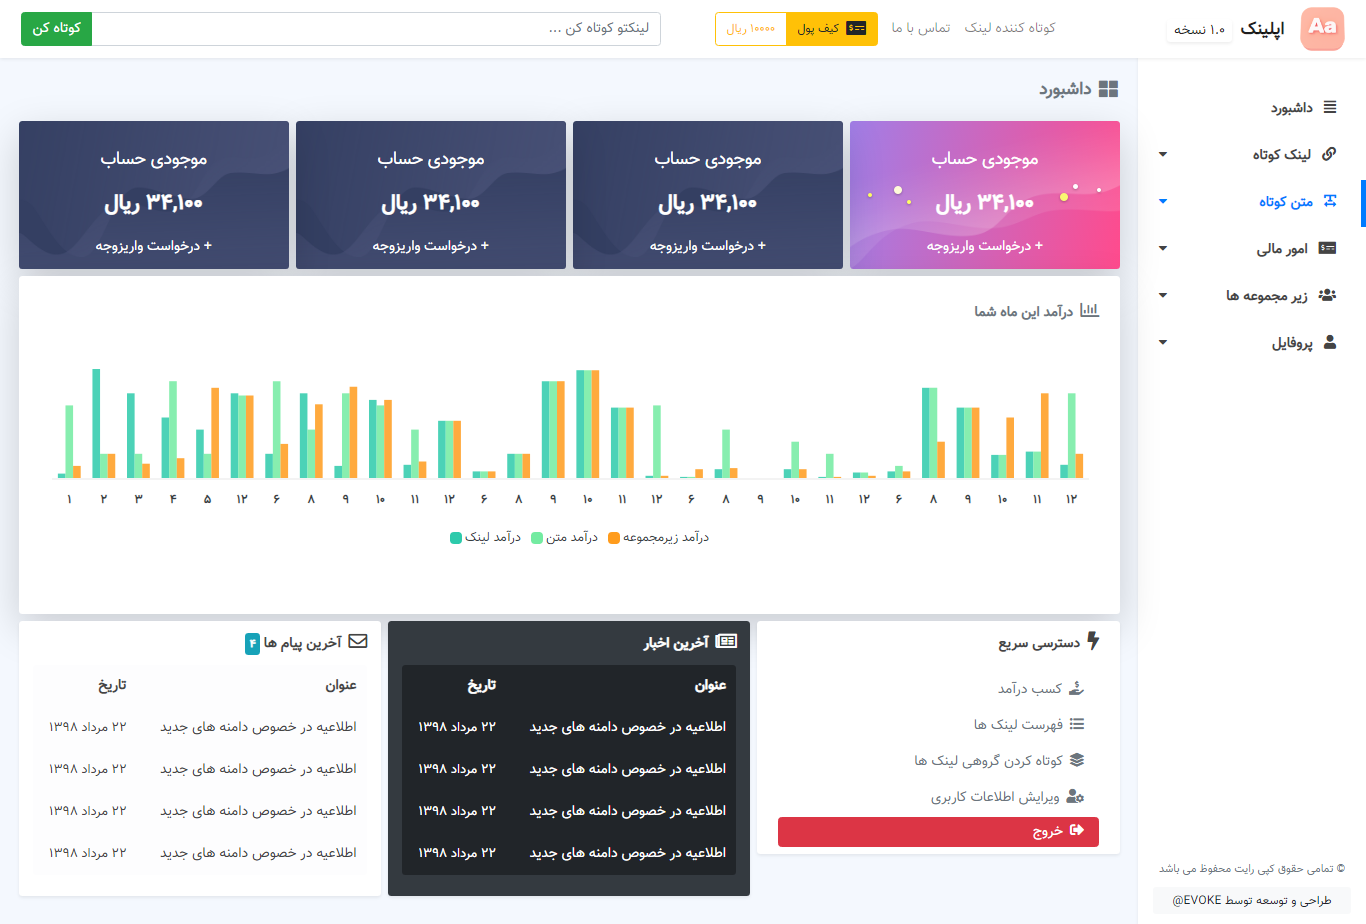 Aa
اپلینک
۱.۰ نسخه
کوتاه کننده لینک
تماس با ما
کیف پول
۱۰۰۰۰ ریال
لینکتو کوتاه کن ...
کوتاه کن
داشبورد
لینک کوتاه
متن کوتاه
امور مالی
زیر مجموعه ها
پروفایل
© تمامی حقوق کپی رایت محفوظ می باشد
طراحی و توسعه توسط EVOKE@
داشبورد
موجودی حساب
۳۴,۱۰۰ ریال
+ درخواست واریزوجه
موجودی حساب
۳۴,۱۰۰ ریال
+ درخواست واریزوجه
موجودی حساب
۳۴,۱۰۰ ریال
+ درخواست واریزوجه
موجودی حساب
۳۴,۱۰۰ ریال
+ درخواست واریزوجه
درآمد این ماه شما
۱ ۲ ۳ ۴ ۵ ۱۲ ۶ ۸ ۹ ۱۰ ۱۱ ۱۲ ۶ ۸ ۹ ۱۰ ۱۱ ۱۲ ۶ ۸ ۹ ۱۰ ۱۱ ۱۲ ۶ ۸ ۹ ۱۰ ۱۱ ۱۲
درآمد زیرمجموعه درآمد متن درآمد لینک
دسترسی سریع
کسب درآمد
فهرست لینک ها
کوتاه کردن گروهی لینک ها
ویرایش اطلاعات کاربری
خروج
آخرین اخبار
عنوان تاریخ
اطلاعیه در خصوص دامنه های جدید ۲۲ مرداد ۱۳۹۸
اطلاعیه در خصوص دامنه های جدید ۲۲ مرداد ۱۳۹۸
اطلاعیه در خصوص دامنه های جدید ۲۲ مرداد ۱۳۹۸
اطلاعیه در خصوص دامنه های جدید ۲۲ مرداد ۱۳۹۸
آخرین پیام ها ۴
عنوان تاریخ
اطلاعیه در خصوص دامنه های جدید ۲۲ مرداد ۱۳۹۸
اطلاعیه در خصوص دامنه های جدید ۲۲ مرداد ۱۳۹۸
اطلاعیه در خصوص دامنه های جدید ۲۲ مرداد ۱۳۹۸
اطلاعیه در خصوص دامنه های جدید ۲۲ مرداد ۱۳۹۸